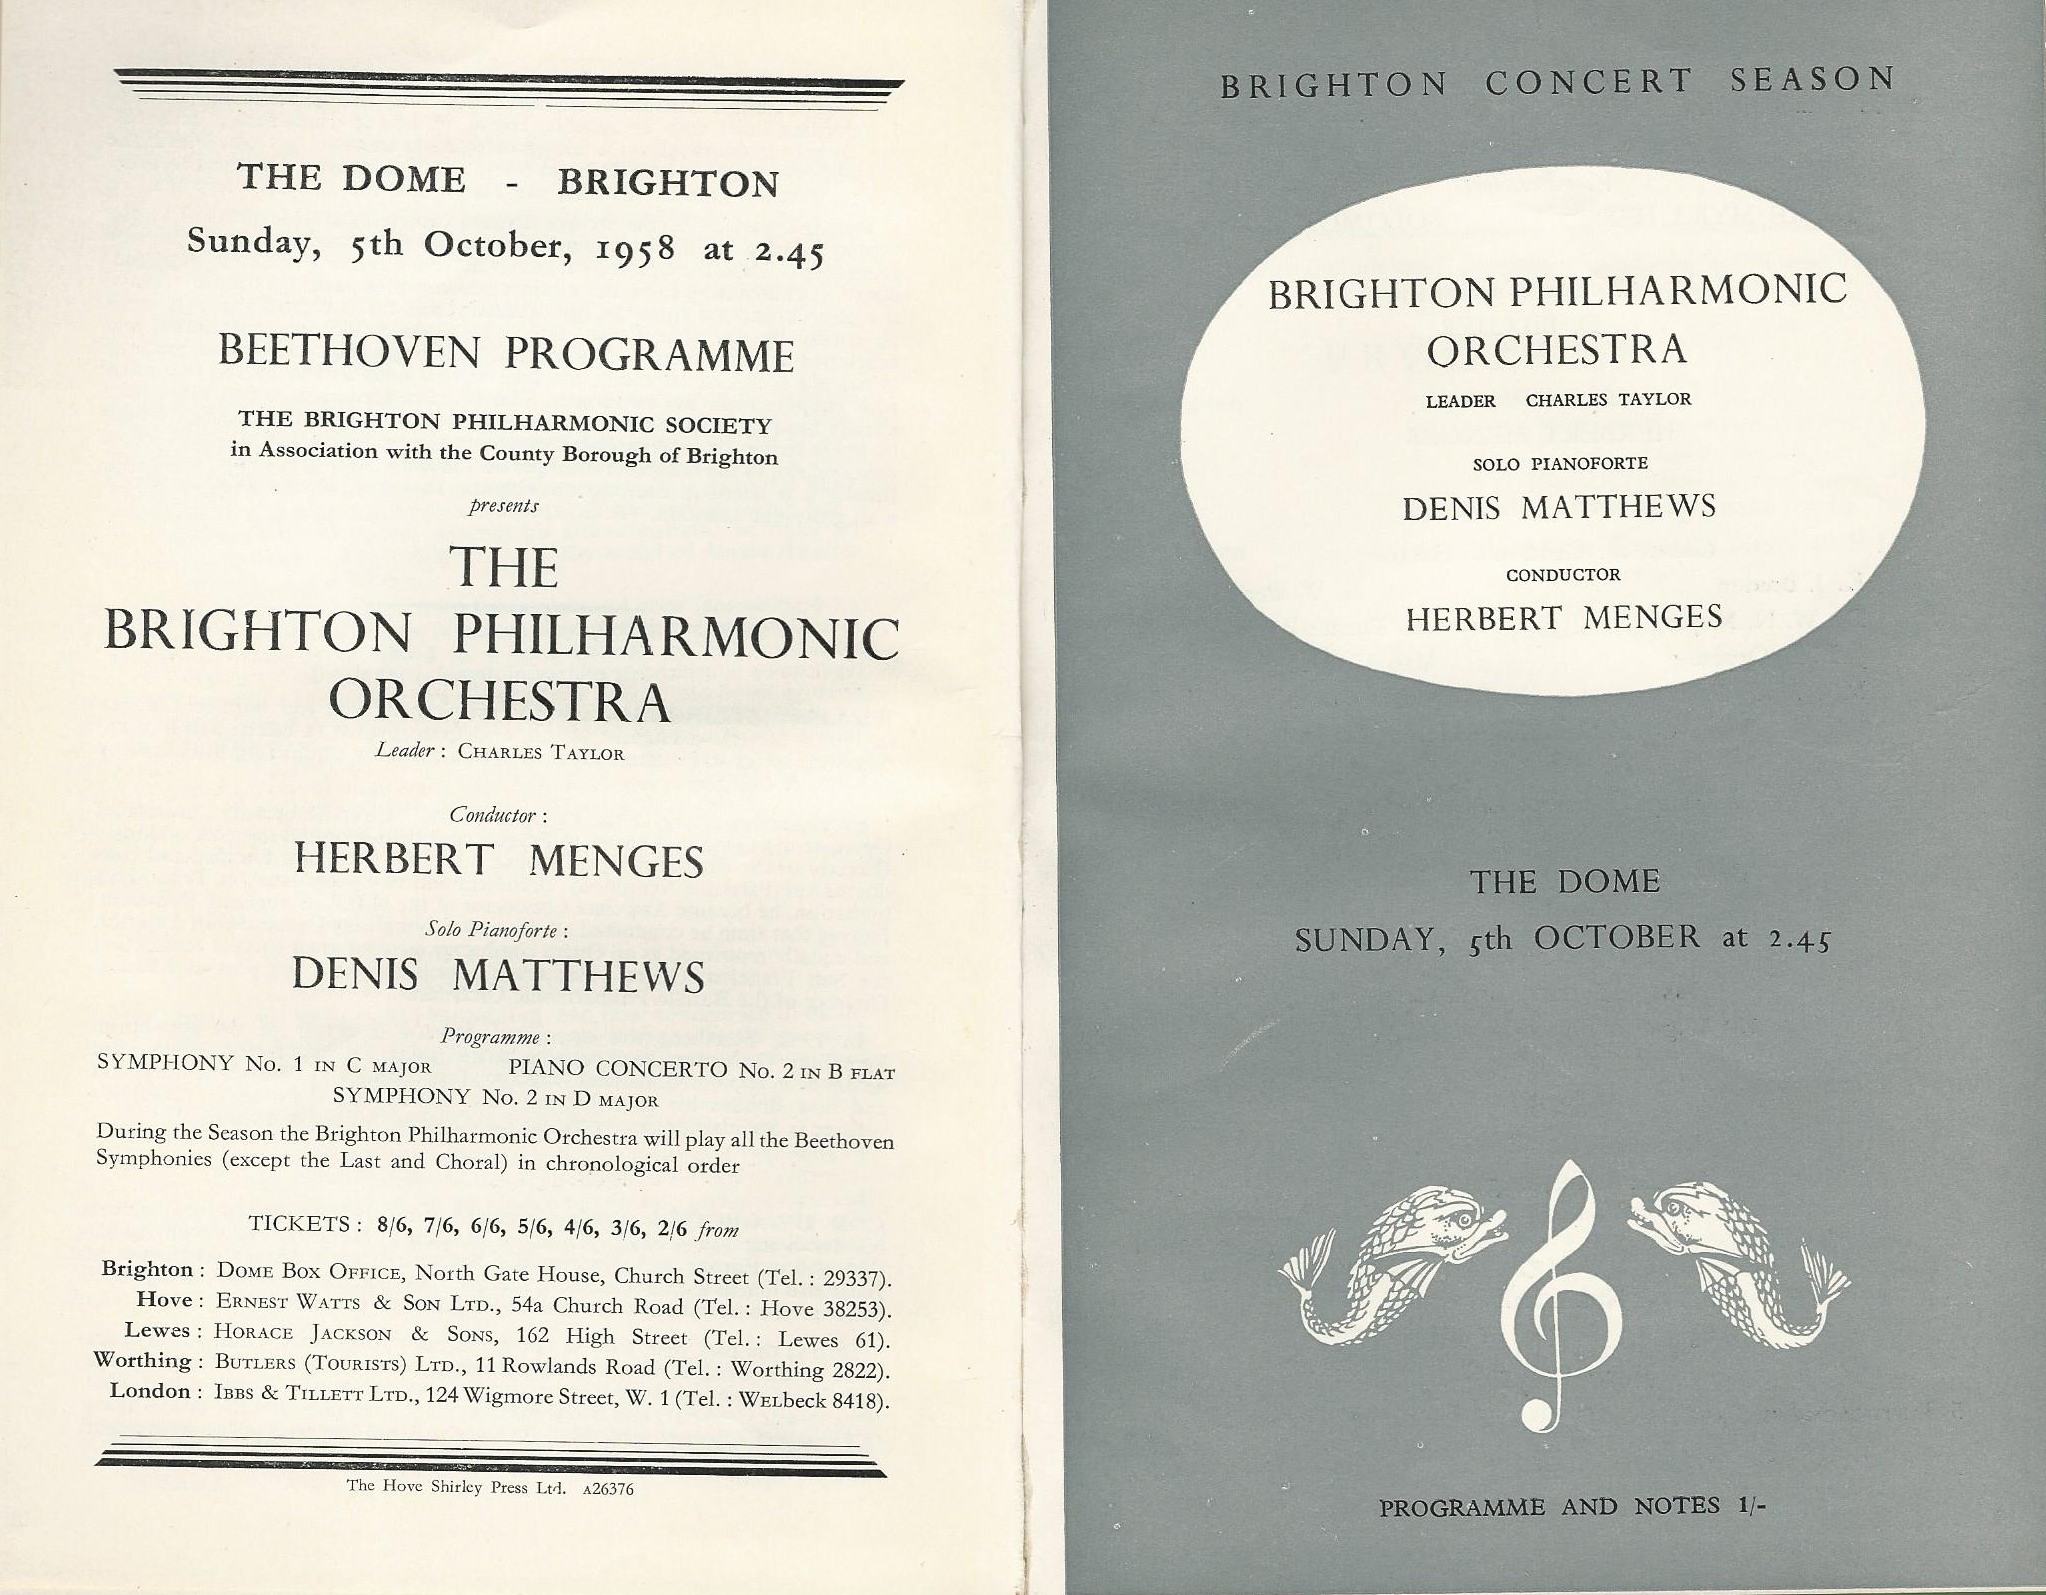 THE DOME - BRIGHTON
Sunday, 5th October, 1958 at 2.45
BEETHOVEN PROGRAMME
THE BRIGHTON PHILHARMONIC SOCIETY
in Association with the County Borough of Brighton
presents
THE
BRIGHTON PHILHARMONIC
ORCHESTRA
Leader : CHARLES TAYLOR
Conductor :
HERBERT MENGES
Solo Pianoforte :
DENIS MATTHEWS
Programme :
SYMPHONY No. 1 IN C MAJOR PIANO CONCERTO No. 2 IN B FLAT
SYMPHONY No. 2 IN D MAJOR
During the Season the Brighton Philharmonic Orchestra will play all the Beethoven
Symphonies (except the Last and Choral) in chronological order
TICKETS : 8/6, 7/6, 6/6, 5/6, 4/6, 3/6, 2/6 from
Brighton : DOME BOX OFFICE, North Gate House, Church Street (Tel. : 29337).
Hove : ERNEST WATTS & SON LTD., 54a Church Road (Tel. : Hove 38253).
Lewes : HORACE JACKSON & SONS, 162 High Street (Tel. : Lewes 61).
Worthing : BUTLERS (TOURISTS) LTD., 11 Rowlands Road (Tel. : Worthing 2822).
London : IBBS & TILLETT LTD., 124 Wigmore Street, W. 1 (Tel. : WELbeck 8418).
The Hove Shirley Press Ltd. A26376
BRIGHTON CONCERT SEASON
BRIGHTON PHILHARMONIC
ORCHESTRA
LEADER CHARLES TAYLOR
SOLO PIANOFORTE
DENIS MATTHEWS
CONDUCTOR
HERBERT MENGES
THE DOME
SUNDAY, 5th OCTOBER at 2.45
PROGRAMME AND NOTES 1/-